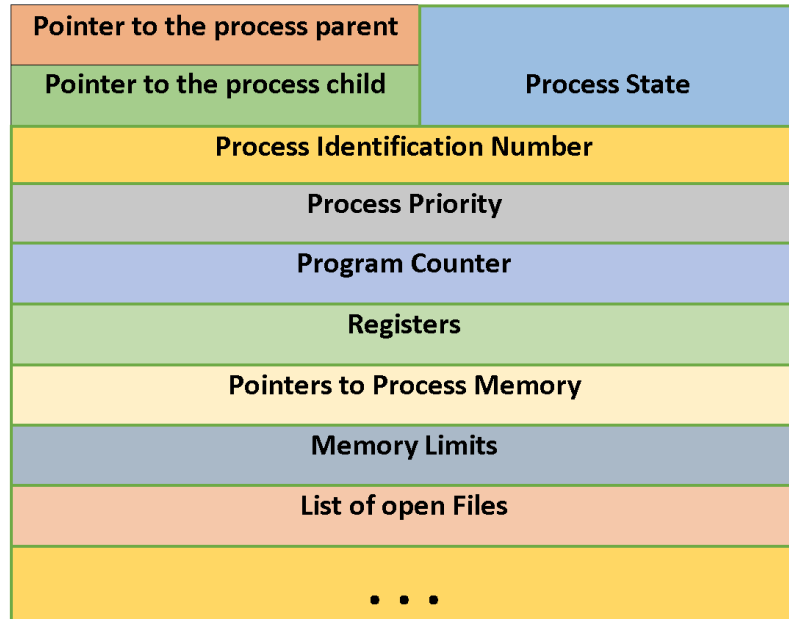 Pointer to the process parent
Pointer to the process child
Process State
Process Identification Number
Process Priority
Program Counter
Registers
Pointers to Process Memory
Memory Limits
List of open Files
. . .